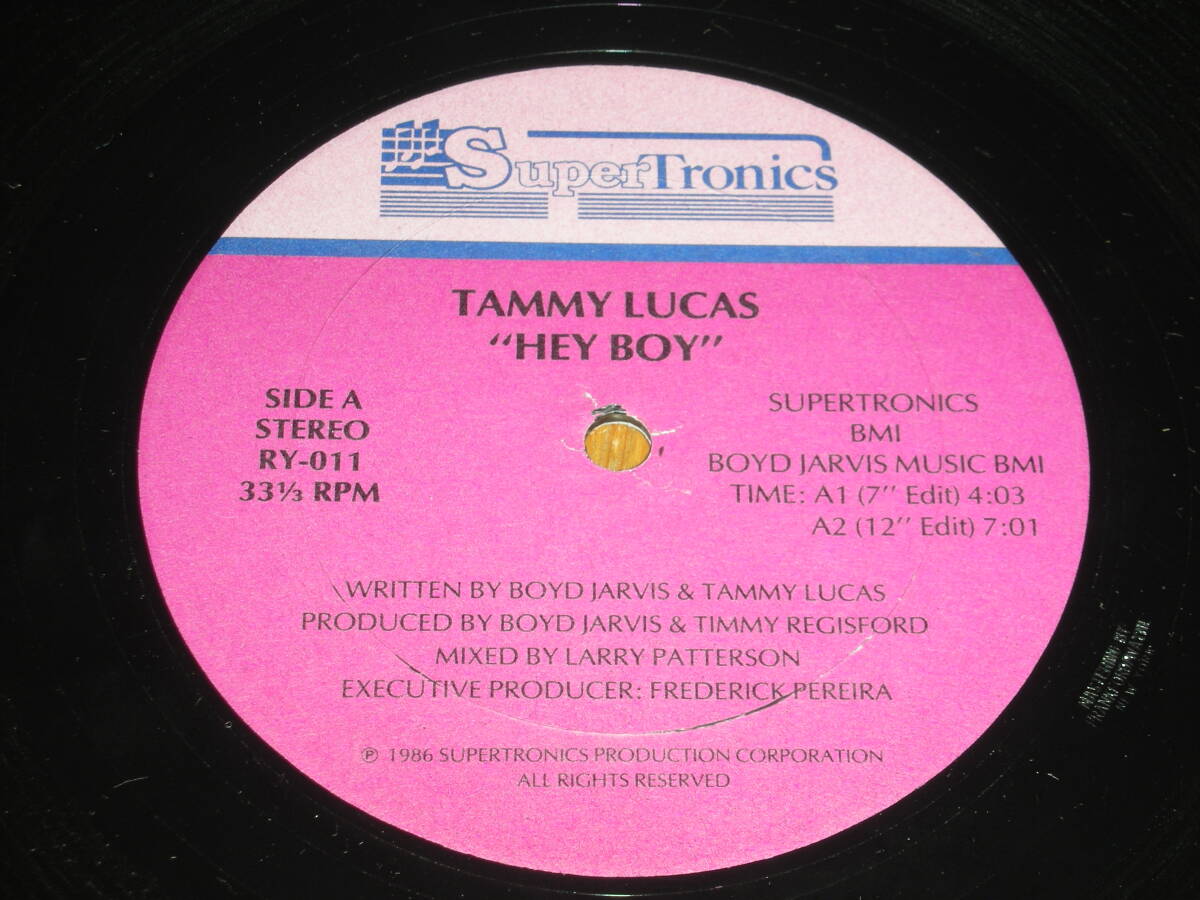 SuperTronics
TAMMY LUCAS
“HEY BOY”
SIDE A
STEREO
RY-011
33⅓ RPM
SUPERTRONICS
BMI
BOYD JARVIS MUSIC BMI
TIME: A1 (7” Edit) 4:03
A2 (12” Edit) 7:01
WRITTEN BY BOYD JARVIS & TAMMY LUCAS
PRODUCED BY BOYD JARVIS & TIMMY REGISFORD
MIXED BY LARRY PATTERSON
EXECUTIVE PRODUCER: FREDERICK PEREIRA
℗ 1986 SUPERTRONICS PRODUCTION CORPORATION
ALL RIGHTS RESERVED
MASTERING BY: